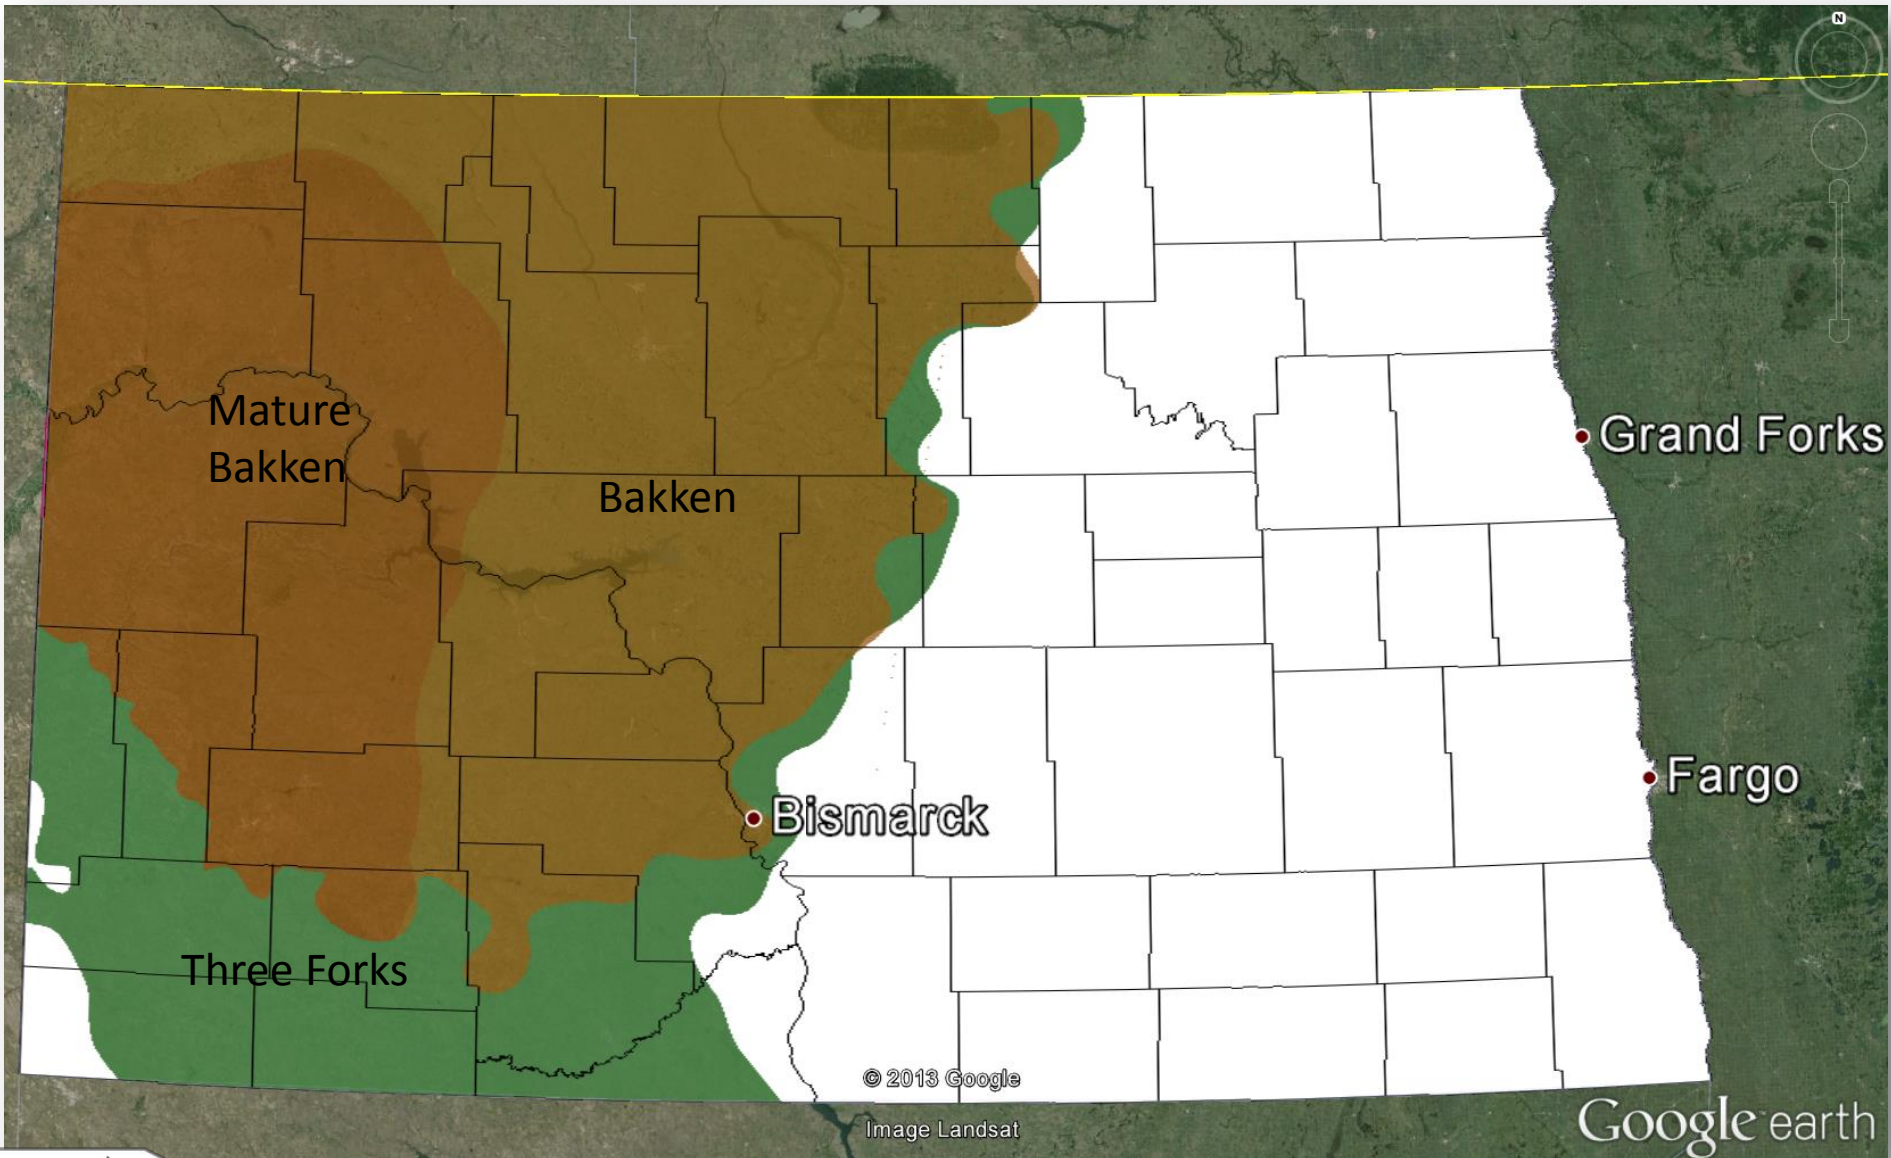 N
Mature
Bakken
Grand Forks
Bakken
Fargo
Bismarck
Three Forks
© 2013 Google
Image Landsat
Google earth